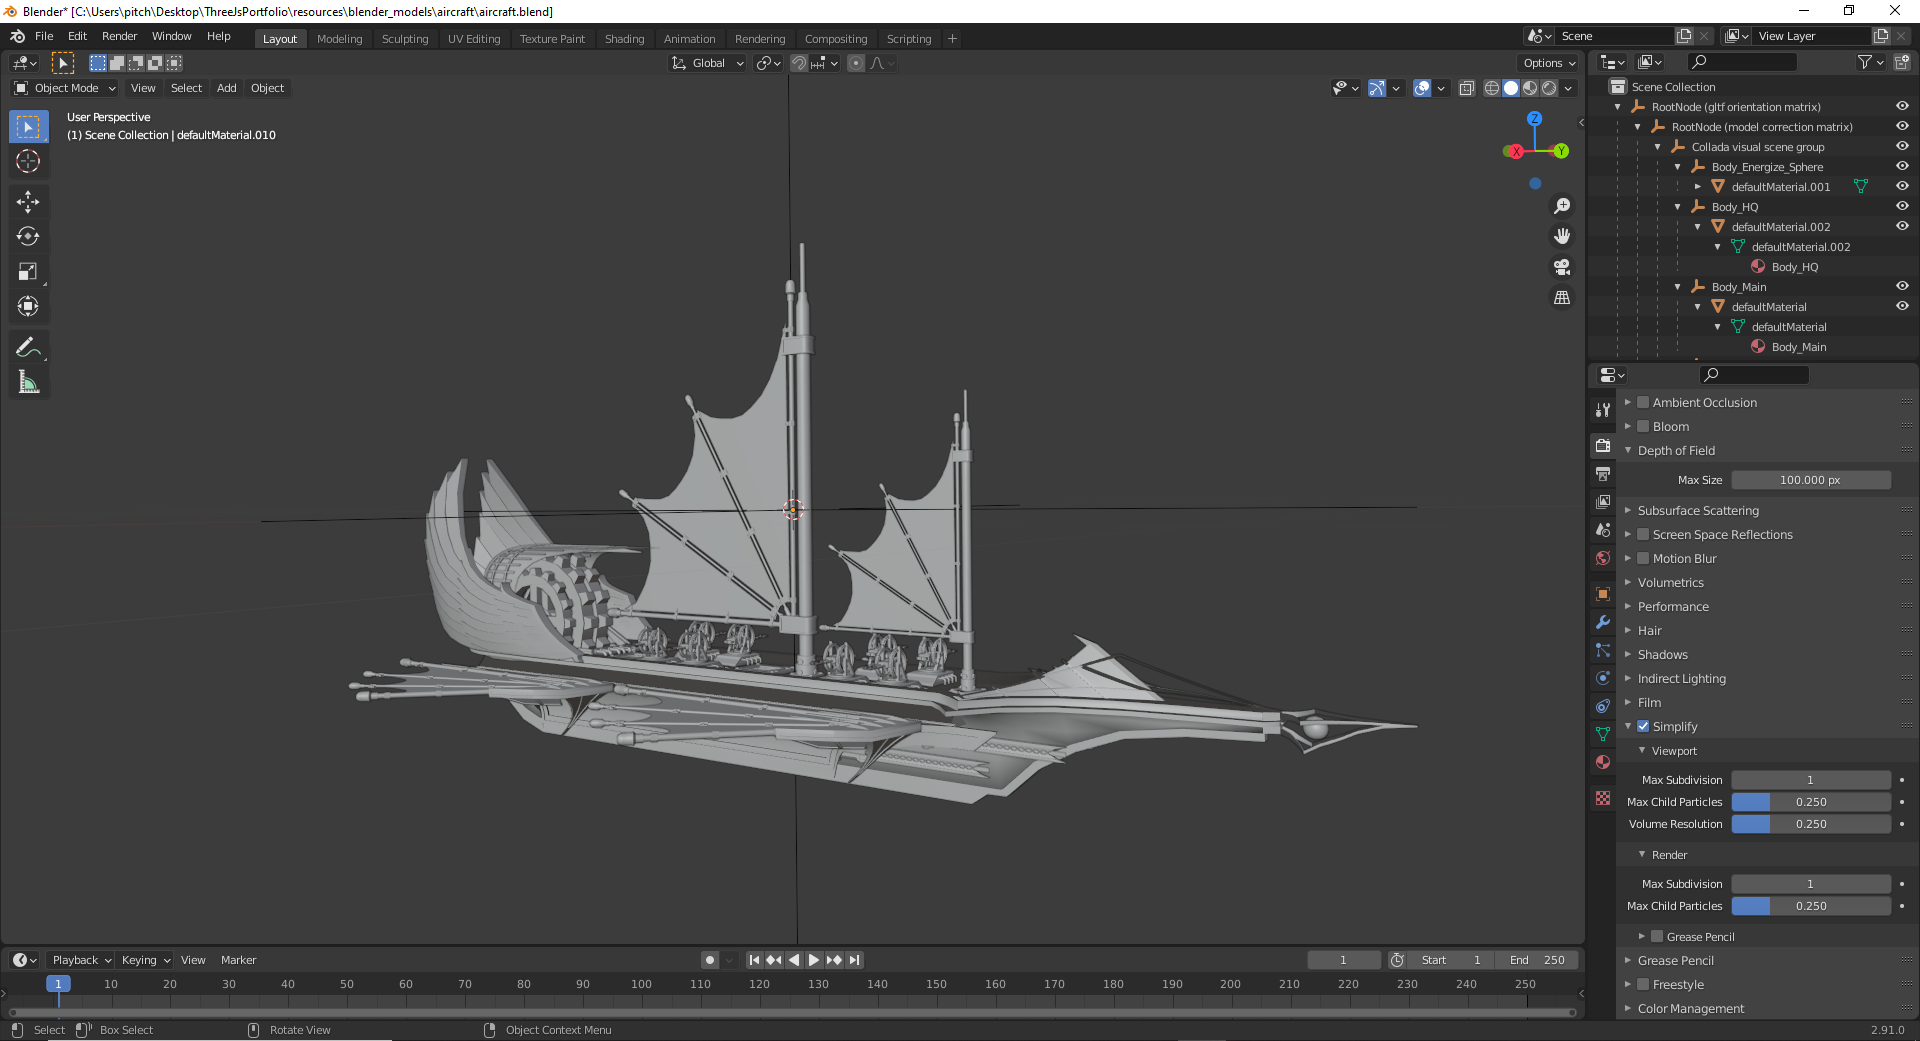 Blender* [C:\Users\pitch\Desktop\ThreeJsPortfolio\resources\blender_models\aircraft\aircraft.blend]
File Edit Render Window Help
Layout Modeling Sculpting UV Editing Texture Paint Shading Animation Rendering Compositing Scripting +
Scene
View Layer
Global
Options
Object Mode View Select Add Object
User Perspective
(1) Scene Collection | defaultMaterial.010
Z
X
Y
Scene Collection
RootNode (gltf orientation matrix)
RootNode (model correction matrix)
Collada visual scene group
Body_Energize_Sphere
defaultMaterial.001
Body_HQ
defaultMaterial.002
defaultMaterial.002
Body_HQ
Body_Main
defaultMaterial
defaultMaterial
Body_Main
Ambient Occlusion
Bloom
Depth of Field
Max Size 100.000 px
Subsurface Scattering
Screen Space Reflections
Motion Blur
Volumetrics
Performance
Hair
Shadows
Indirect Lighting
Film
Simplify
Viewport
Max Subdivision 1
Max Child Particles 0.250
Volume Resolution 0.250
Render
Max Subdivision 1
Max Child Particles 0.250
Grease Pencil
Grease Pencil
Freestyle
Color Management
Playback Keying View Marker
1
Start 1 End 250
1 10 20 30 40 50 60 70 80 90 100 110 120 130 140 150 160 170 180 190 200 210 220 230 240 250
Select Box Select Rotate View Object Context Menu
2.91.0